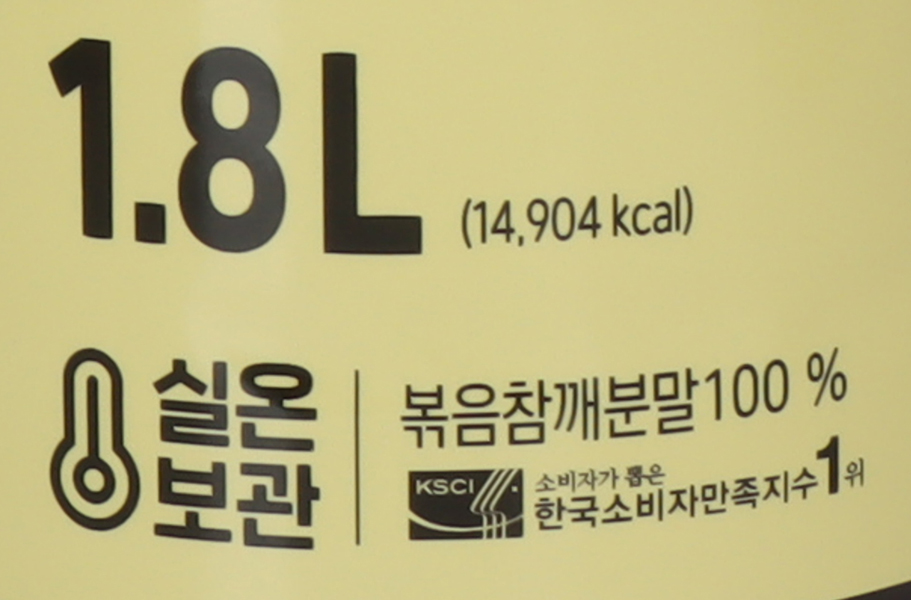 1.8L (14,904 kcal)
실온
보관
볶음참깨분말100 %
KSCI
소비자가 뽑은
한국소비자만족지수1위